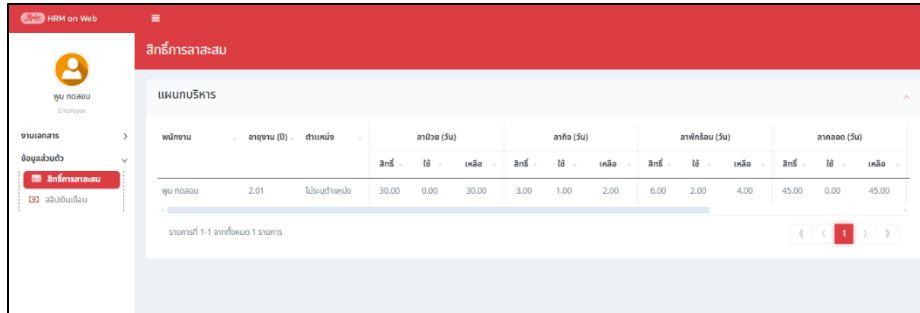 HRM on Web
สิทธิ์การลาสะสม
พูม ทดสอบ
Employee
งานเอกสาร
ข้อมูลส่วนตัว
สิทธิ์การลาสะสม
สลิปเงินเดือน
แผนกบริหาร
พนักงาน อายุงาน (ปี) ตำแหน่ง ลาป่วย (วัน) ลากิจ (วัน) ลาพักร้อน (วัน) ลาคลอด (วัน)
สิทธิ์ ใช้ เหลือ สิทธิ์ ใช้ เหลือ สิทธิ์ ใช้ เหลือ สิทธิ์ ใช้ เหลือ
พูม ทดสอบ 2.01 ไม่ระบุตำแหน่ง 30.00 0.00 30.00 3.00 1.00 2.00 6.00 2.00 4.00 45.00 0.00 45.00
รายการที่ 1-1 จากทั้งหมด 1 รายการ
1